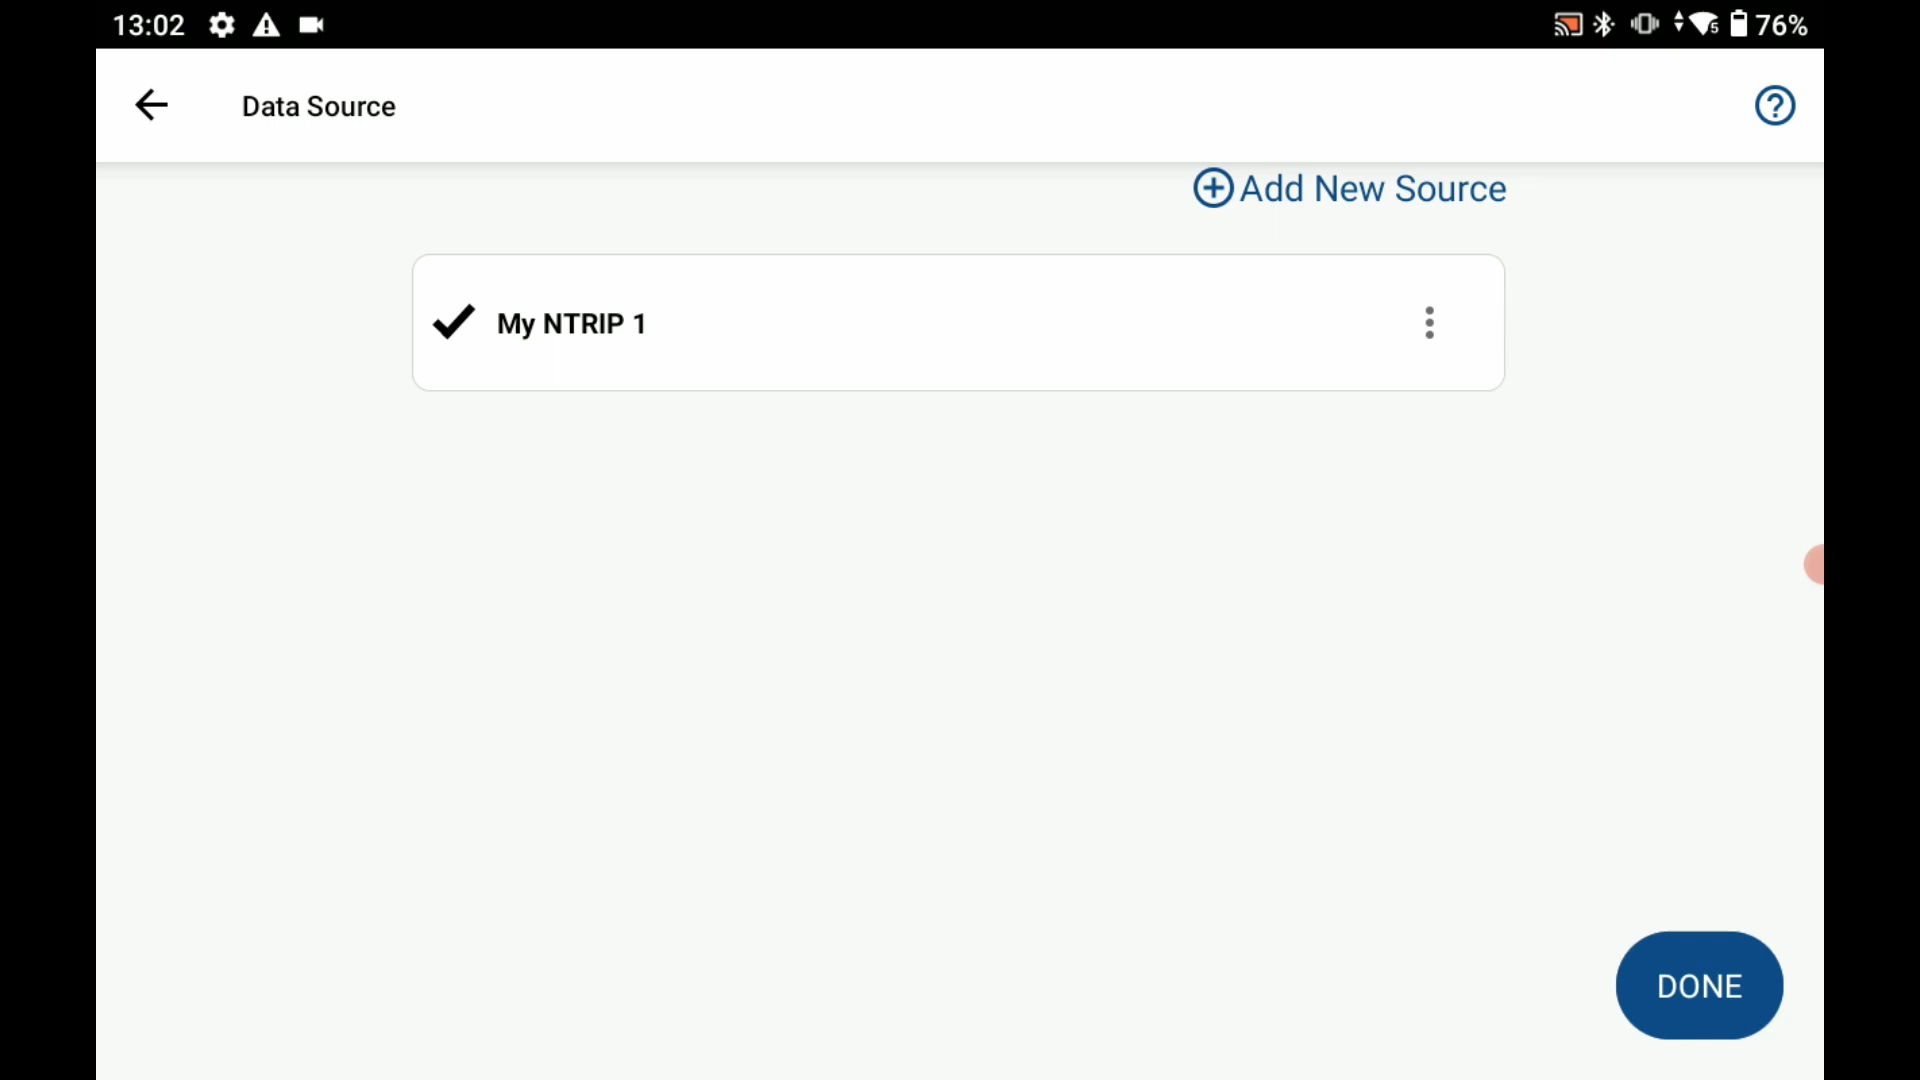 13:02
76%
Data Source
Add New Source
My NTRIP 1
DONE